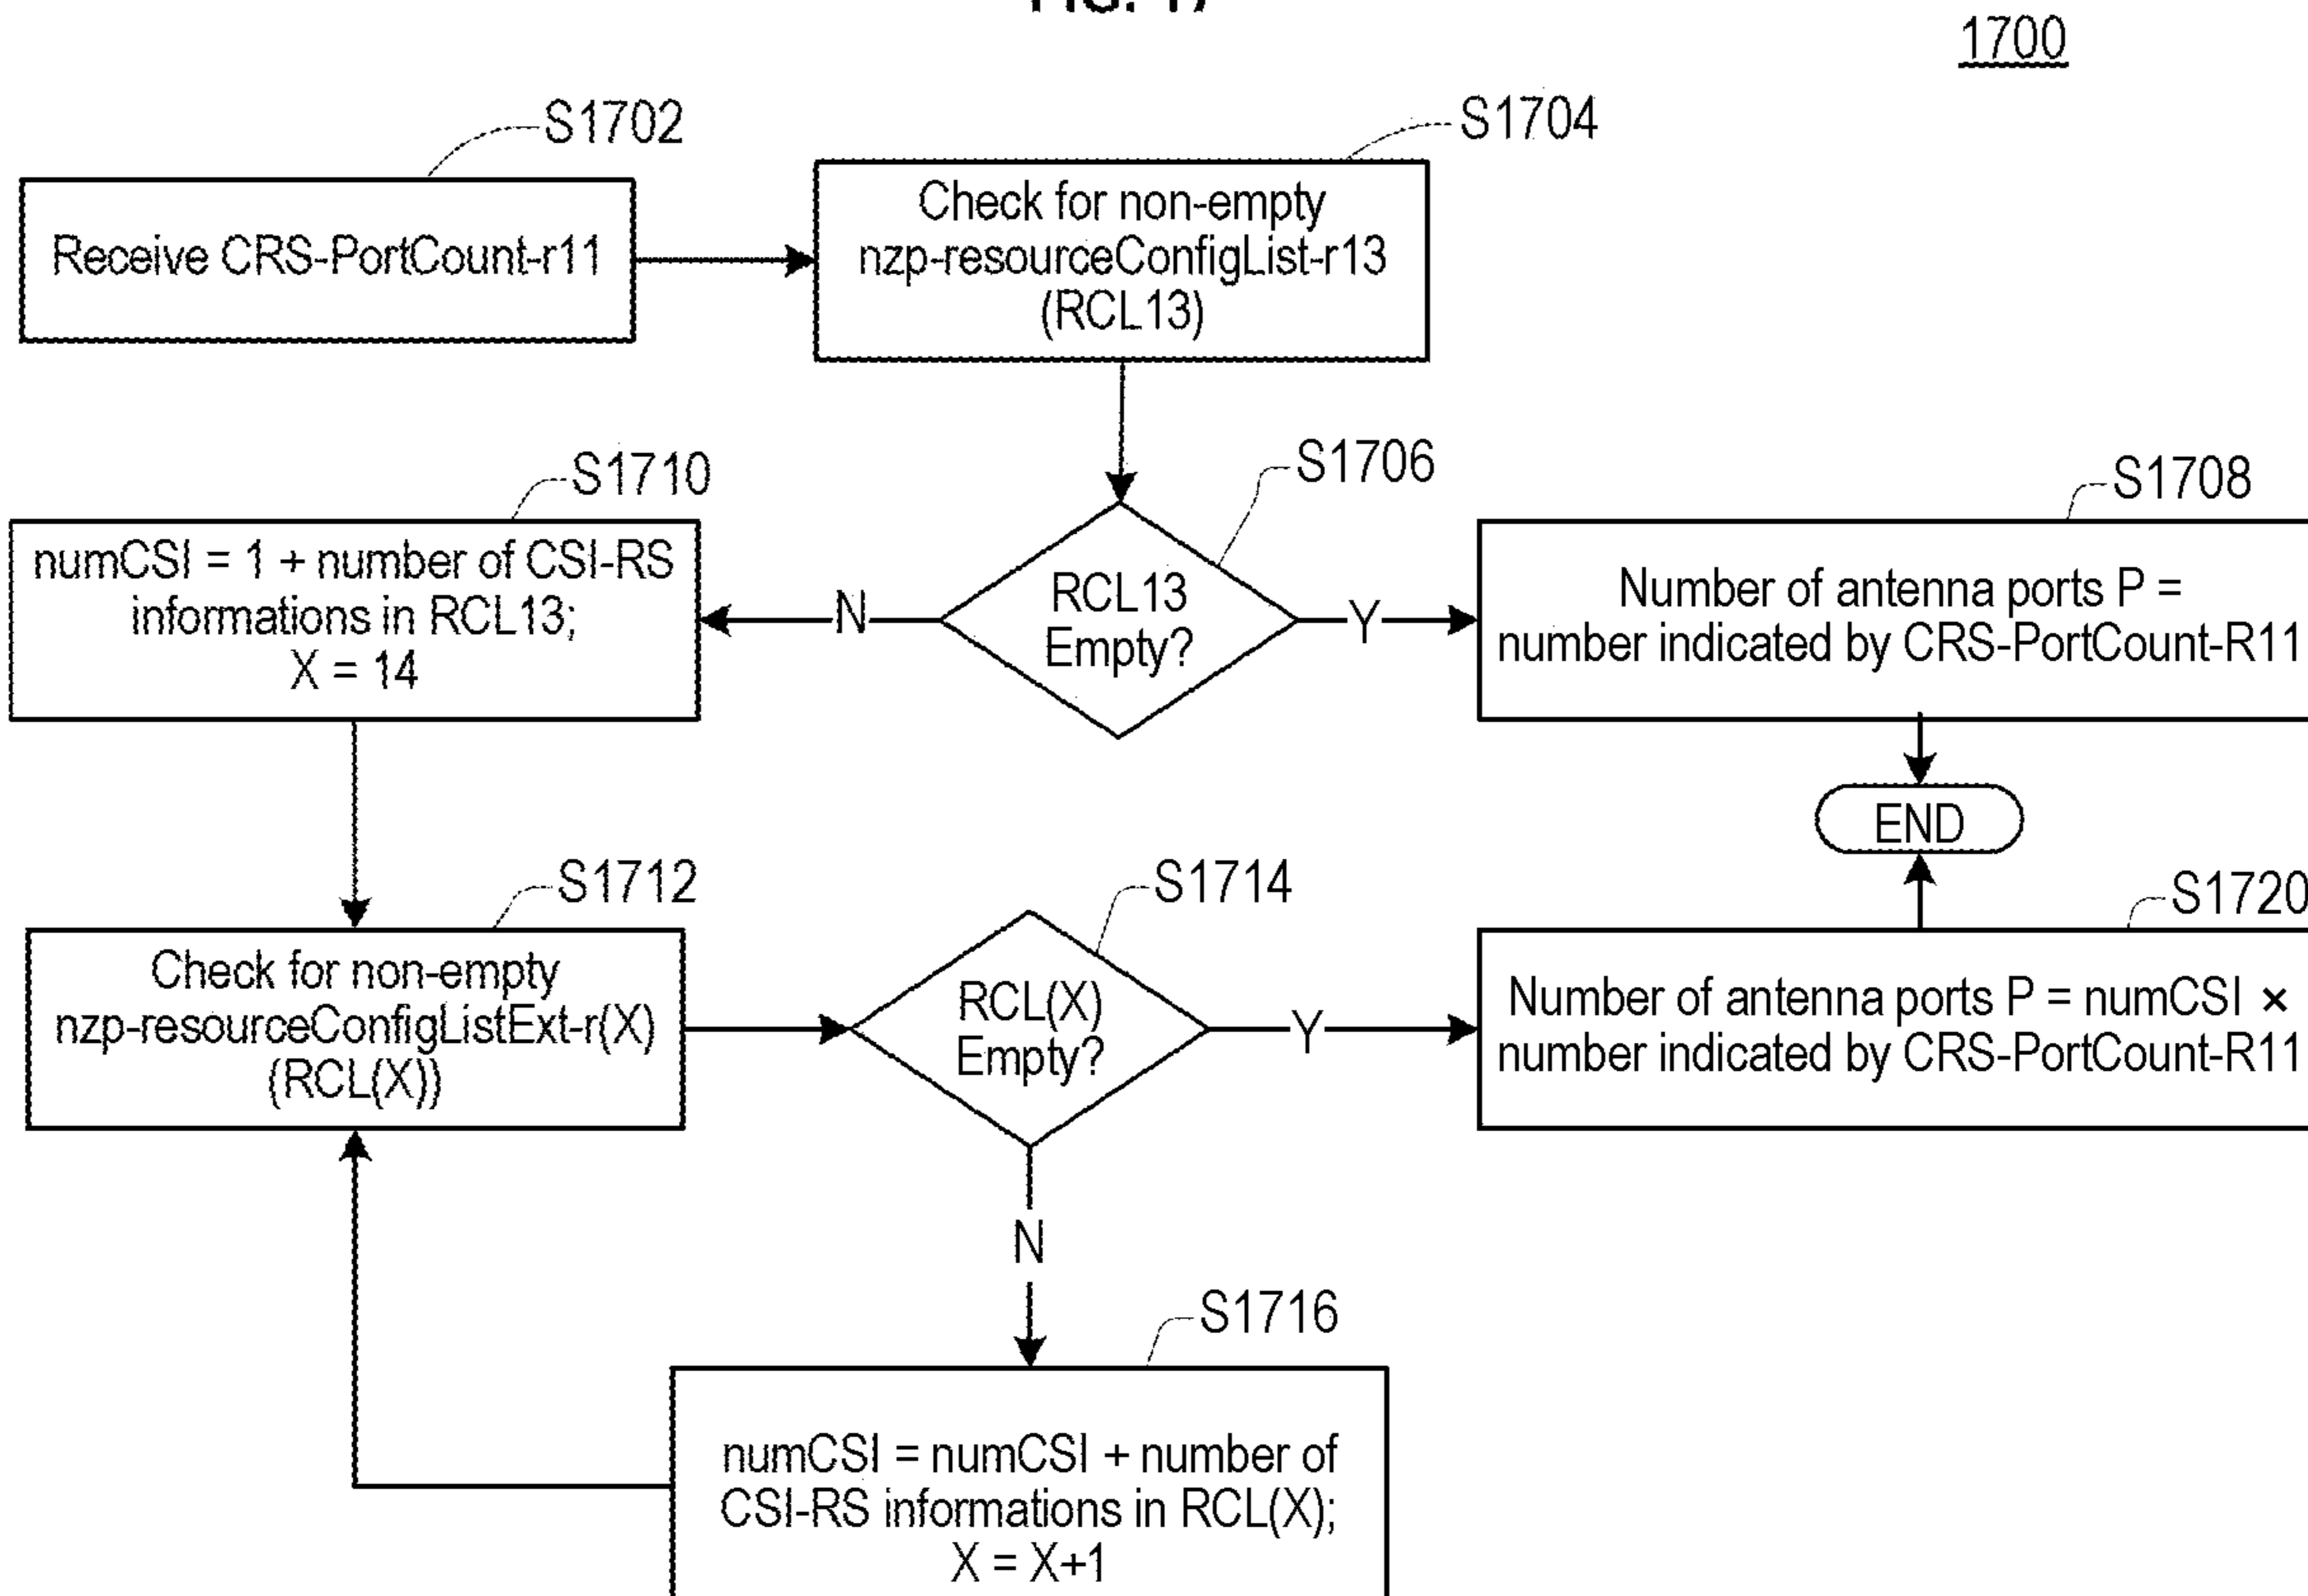 FIG. 17
1700
S1702
S1704
Receive CRS-PortCount-r11
Check for non-empty
nzp-resourceConfigList-r13
(RCL13)
S1706
S1710
S1708
numCSI = 1 + number of CSI-RS
informations in RCL13;
X = 14
N
RCL13
Empty?
Y
Number of antenna ports P =
number indicated by CRS-PortCount-R11
END
S1712
S1714
S1720
Check for non-empty
nzp-resourceConfigListExt-r(X)
(RCL(X))
RCL(X)
Empty?
Y
Number of antenna ports P = numCSI ×
number indicated by CRS-PortCount-R11
N
S1716
numCSI = numCSI + number of
CSI-RS informations in RCL(X);
X = X+1